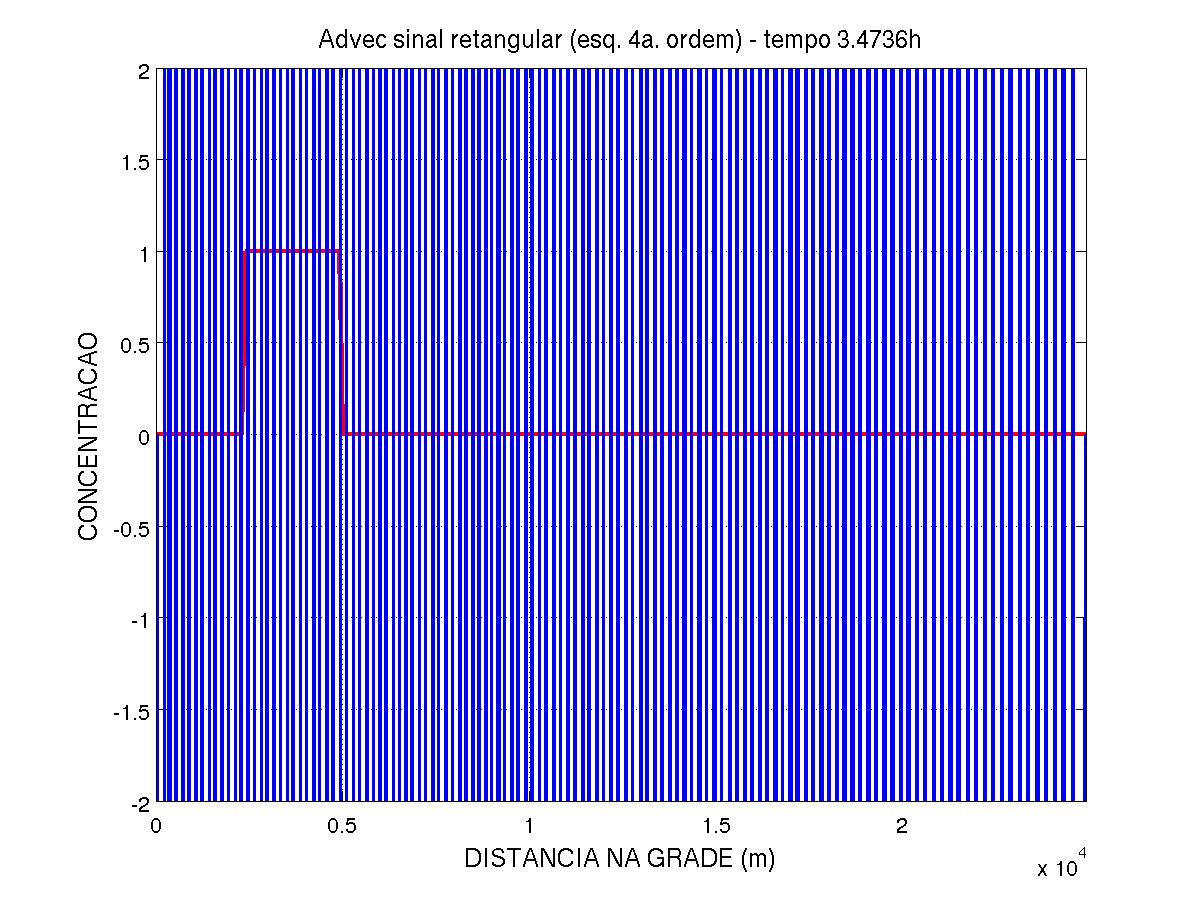 Advec sinal retangular (esq. 4a. ordem) - tempo 3.4736h
2
1.5
1
0.5
0
-0.5
-1
-1.5
-2
CONCENTRACAO
0 0.5 1 1.5 2
DISTANCIA NA GRADE (m)
x 10^4